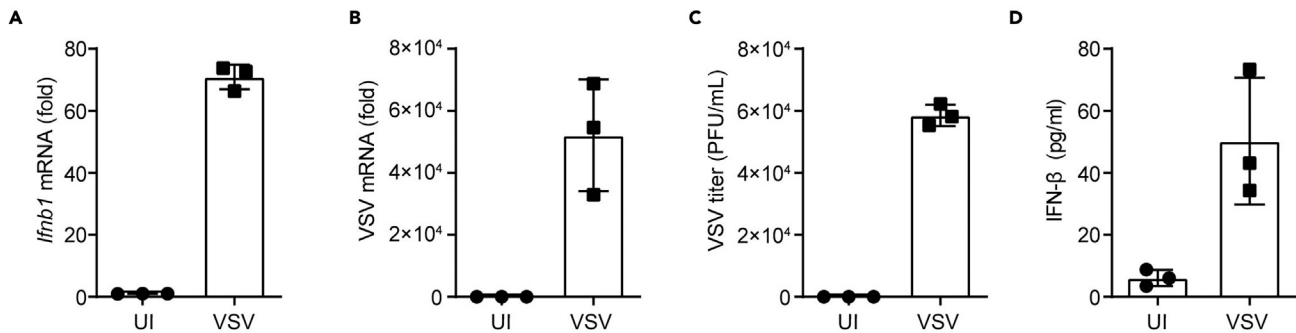 A
Ifnb1 mRNA (fold)
80
60
40
20
0
UI VSV
B
VSV mRNA (fold)
8×10⁴
6×10⁴
4×10⁴
2×10⁴
0
UI VSV
C
VSV titer (PFU/mL)
8×10⁴
6×10⁴
4×10⁴
2×10⁴
0
UI VSV
D
IFN-β (pg/ml)
80
60
40
20
0
UI VSV